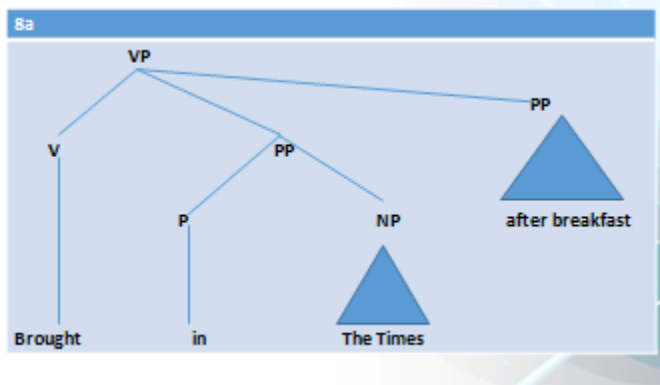 8a
VP
PP
V
PP
P
NP
after breakfast
Brought
in
The Times